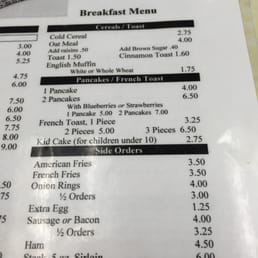 Breakfast Menu
Cereals / Toast
Cold Cereal 2.75
Oat Meal 4.00
Add raisins .50 Add Brown Sugar .40
Toast 1.50 Cinnamon Toast 1.60
English Muffin
White or Whole Wheat 1.75
Pancakes / French Toast
1 Pancake 4.00
2 Pancakes 6.50
With Blueberries or Strawberries
1 Pancake 5.00 2 Pancakes 7.00
French Toast, 1 Piece 3.25
2 Pieces 5.00 3 Pieces 6.50
Kid Cake (for children under 10) 2.75
Side Orders
American Fries 3.50
French Fries 3.50
Onion Rings 4.00
½ Orders 3.00
Extra Egg 1.25
Sausage or Bacon 4.00
½ Orders 3.25
Ham 4.50
Steak, 5 oz. Sirloin 6.00
3.00
4.00
5.25
4.75
6.00
7.50
6.50
7.75
8.00
9.00
.50
.75